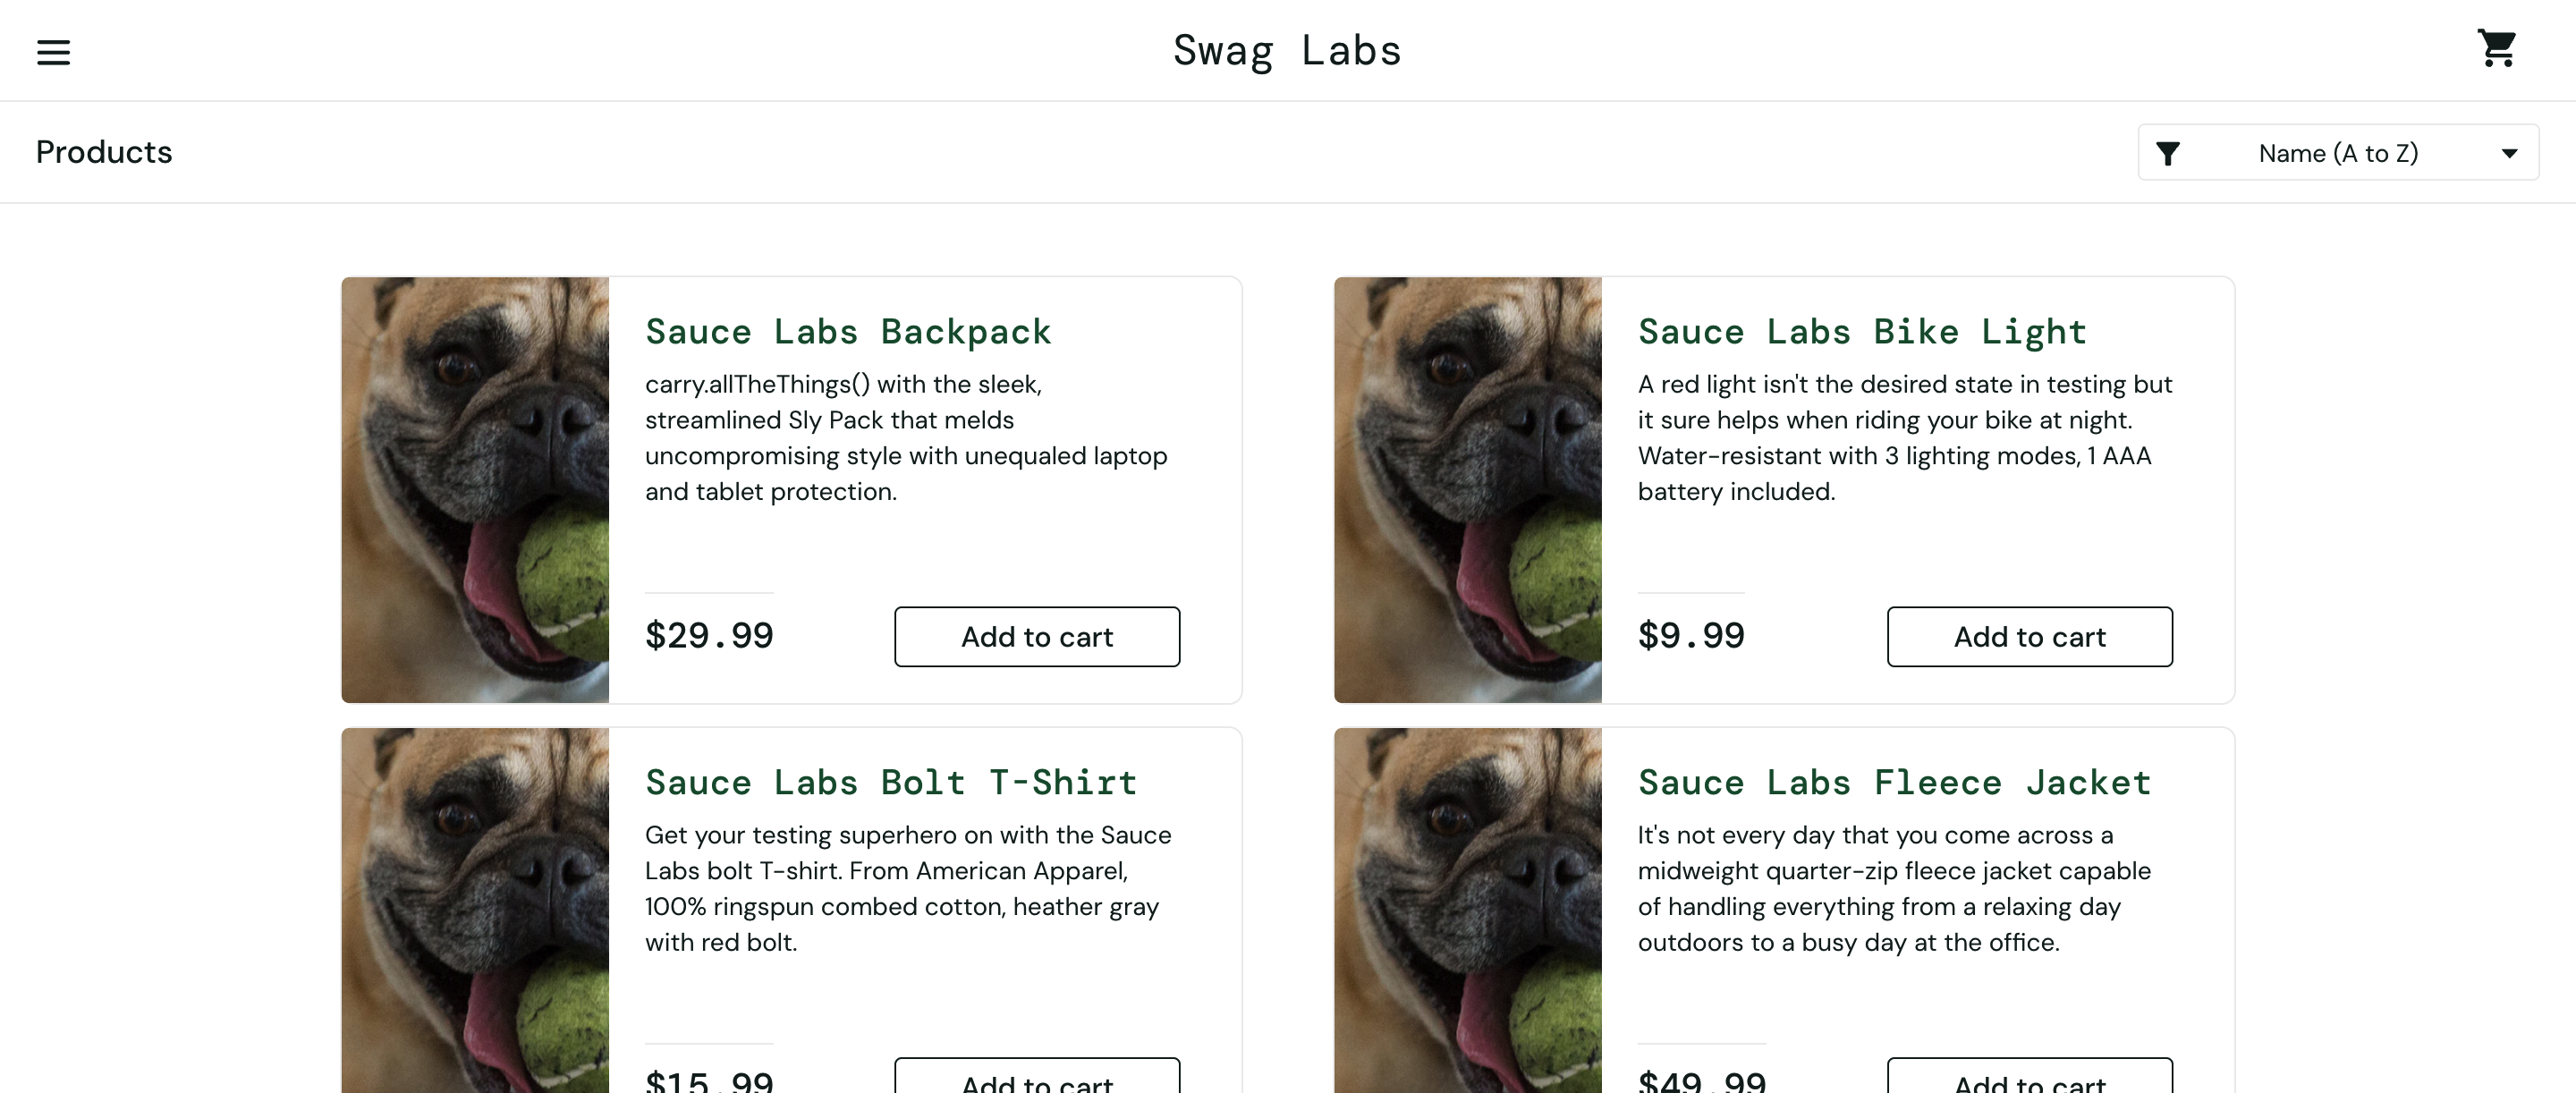 Swag Labs
Products
Name (A to Z)
Sauce Labs Backpack
carry.allTheThings() with the sleek,
streamlined Sly Pack that melds
uncompromising style with unequaled laptop
and tablet protection.
$29.99
Add to cart
Sauce Labs Bike Light
A red light isn't the desired state in testing but
it sure helps when riding your bike at night.
Water-resistant with 3 lighting modes, 1 AAA
battery included.
$9.99
Add to cart
Sauce Labs Bolt T-Shirt
Get your testing superhero on with the Sauce
Labs bolt T-shirt. From American Apparel,
100% ringspun combed cotton, heather gray
with red bolt.
$15.99
Add to cart
Sauce Labs Fleece Jacket
It's not every day that you come across a
midweight quarter-zip fleece jacket capable
of handling everything from a relaxing day
outdoors to a busy day at the office.
$49.99
Add to cart